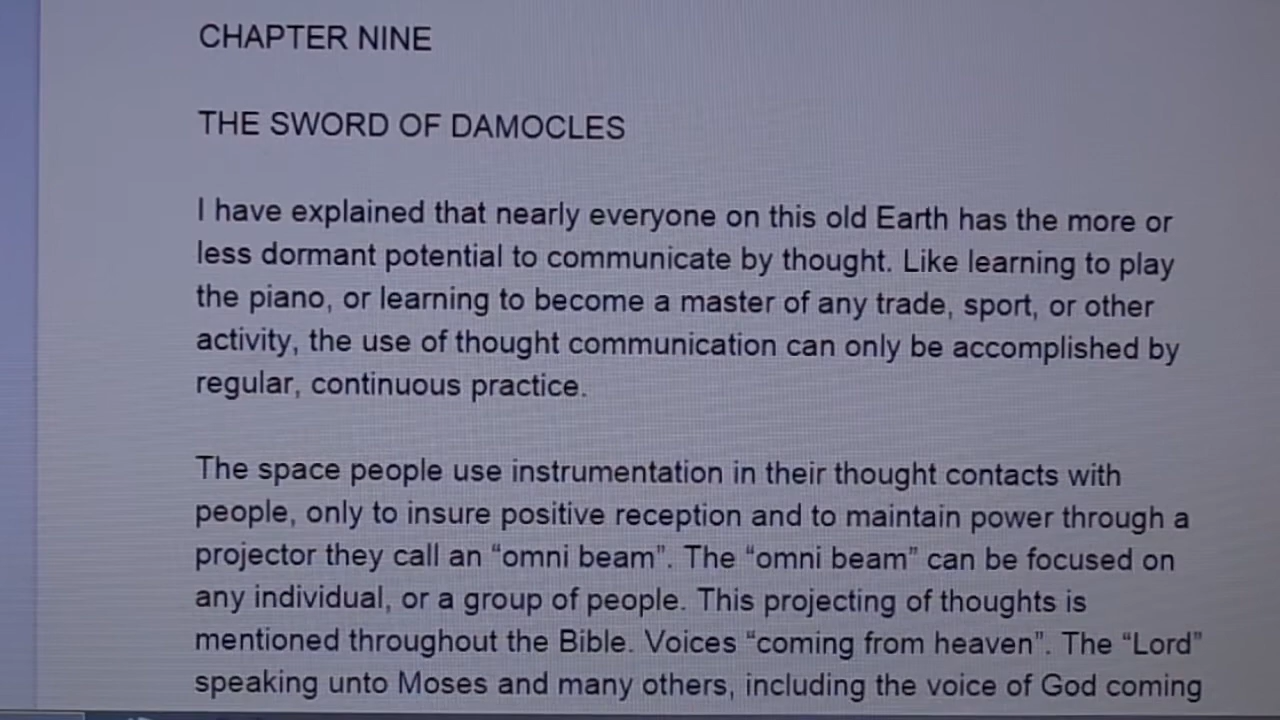 CHAPTER NINE
THE SWORD OF DAMOCLES
I have explained that nearly everyone on this old Earth has the more or
less dormant potential to communicate by thought. Like learning to play
the piano, or learning to become a master of any trade, sport, or other
activity, the use of thought communication can only be accomplished by
regular, continuous practice.
The space people use instrumentation in their thought contacts with
people, only to insure positive reception and to maintain power through a
projector they call an “omni beam”. The “omni beam” can be focused on
any individual, or a group of people. This projecting of thoughts is
mentioned throughout the Bible. Voices “coming from heaven”. The “Lord”
speaking unto Moses and many others, including the voice of God coming